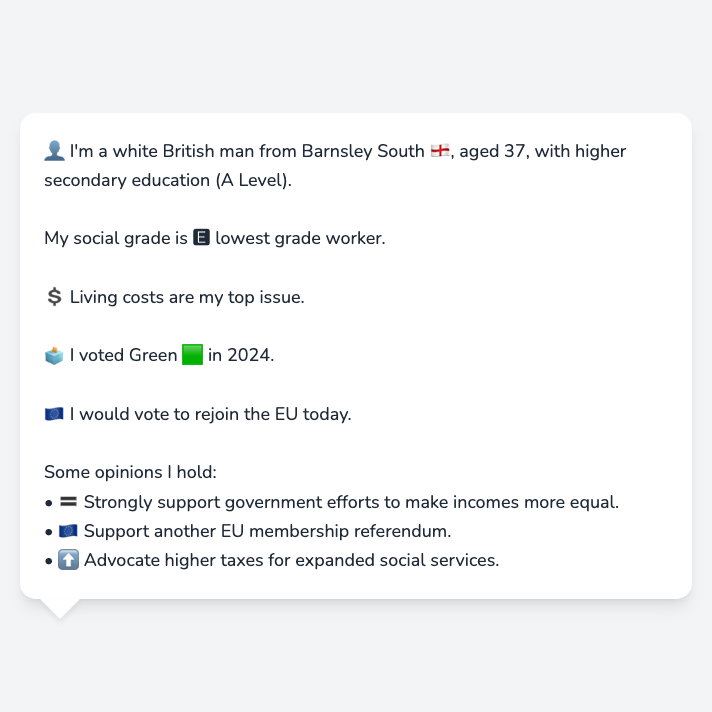 👤 I'm a white British man from Barnsley South 🏴󠁧󠁢󠁥󠁮󠁧󠁿, aged 37, with higher
secondary education (A Level).
My social grade is 🅴 lowest grade worker.
💲 Living costs are my top issue.
🗳️ I voted Green 🟩 in 2024.
🇪🇺 I would vote to rejoin the EU today.
Some opinions I hold:
• 🟰 Strongly support government efforts to make incomes more equal.
• 🇪🇺 Support another EU membership referendum.
• ⬆️ Advocate higher taxes for expanded social services.